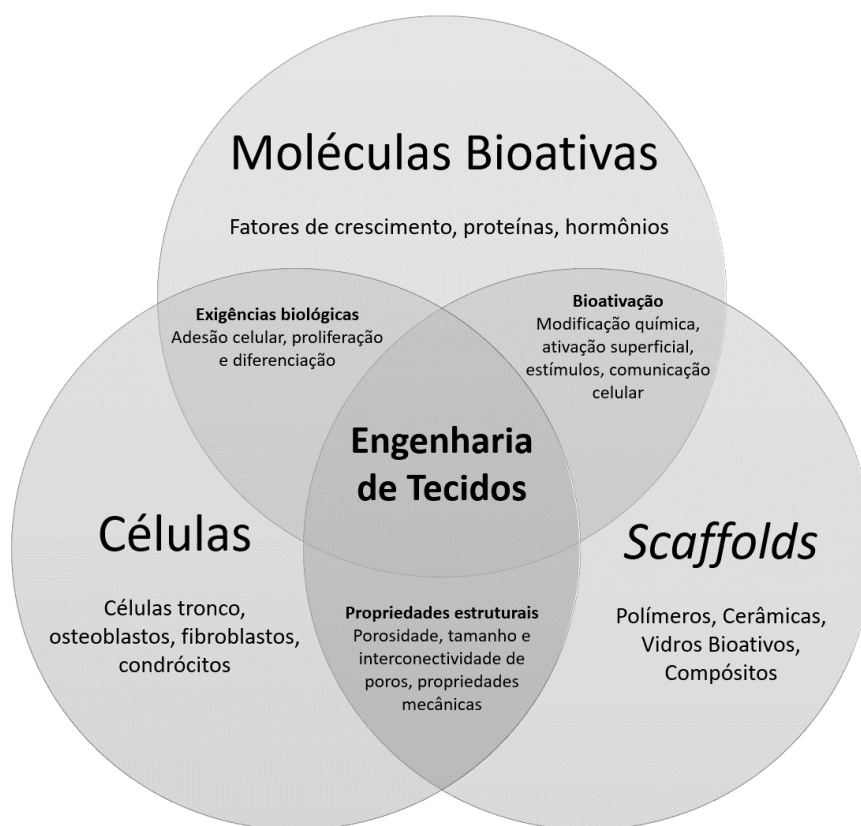 Moléculas Bioativas
Fatores de crescimento, proteínas, hormônios
Exigências biológicas
Adesão celular, proliferação
e diferenciação
Bioativação
Modificação química,
ativação superficial,
estímulos, comunicação
celular
Engenharia
de Tecidos
Células
Células tronco,
osteoblastos, fibroblastos,
condrócitos
Scaffolds
Polímeros, Cerâmicas,
Vidros Bioativos,
Compósitos
Propriedades estruturais
Porosidade, tamanho e
interconectividade de
poros, propriedades
mecânicas